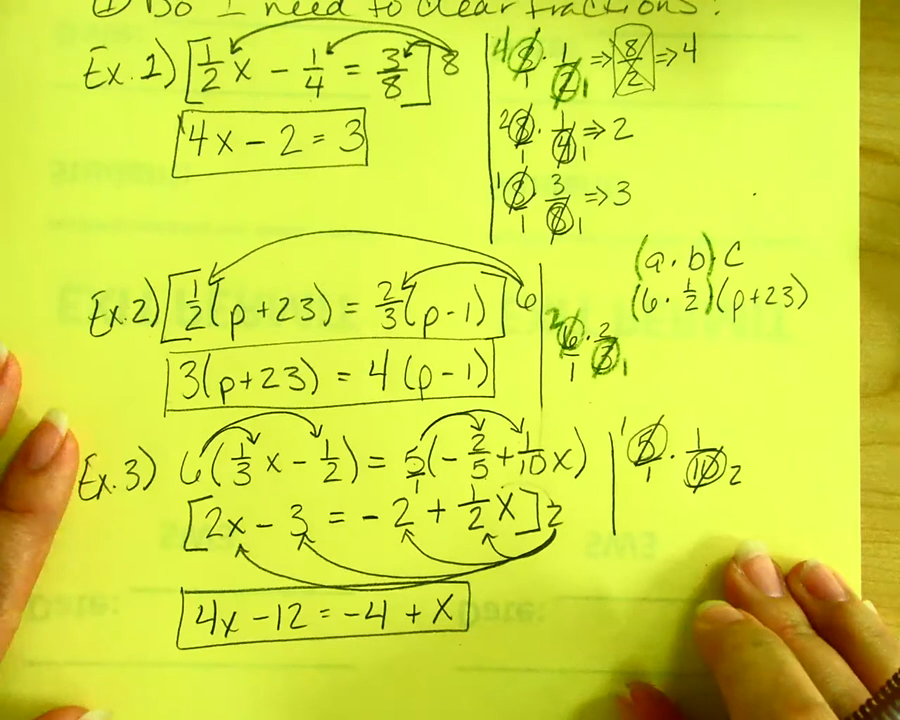 ① Do I need to clear fractions?
Ex. 1) [1/2 x - 1/4 = 3/8] 8
4x - 2 = 3
4 8/1 · 1/2 1 ⇒ 8/2 ⇒ 4
2 8/1 · 1/4 1 ⇒ 2
1 8/1 · 3/8 1 ⇒ 3
Ex. 2) [1/2 (p+23) = 2/3 (p-1)] 6
3(p+23) = 4(p-1)
(a · b) · c
(6 · 1/2)(p+23)
2 6/1 · 2/3 1
Ex. 3) 6(1/3 x - 1/2) = 5/1 (-2/5 + 1/10 x)
[2x - 3 = -2 + 1/2 x] 2
4x - 12 = -4 + x
1 5/1 · 1/10 2
Date:
Date: